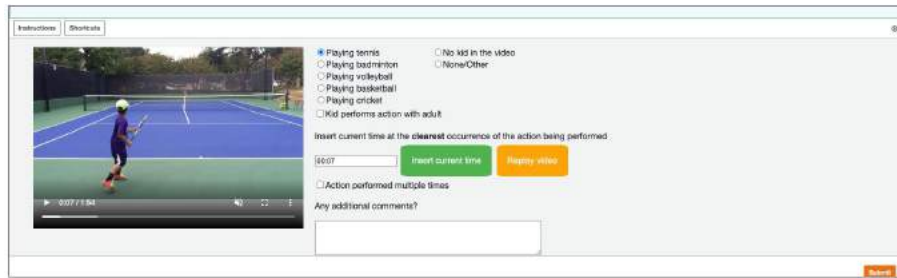 Instructions Shortcuts
Playing tennis No kid in the video
Playing badminton None/Other
Playing volleyball
Playing basketball
Playing cricket
Kid performs action with adult
Insert current time at the clearest occurrence of the action being performed
00:07 Insert current time Replay video
Action performed multiple times
0:07 / 1:54
Any additional comments?
Submit